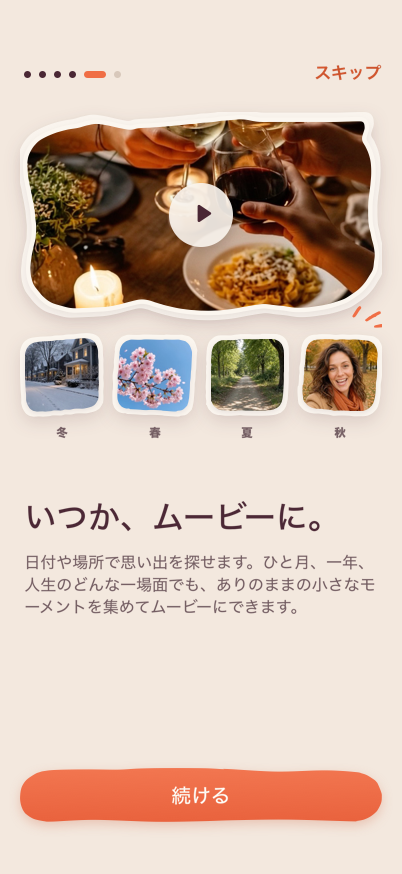 スキップ
冬
春
夏
秋
いつか、ムービーに。
日付や場所で思い出を探せます。ひと月、一年、
人生のどんな一場面でも、ありのままの小さなモ
ーメントを集めてムービーにできます。
続ける